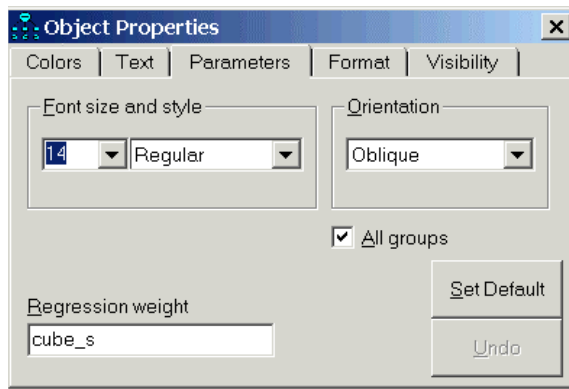 Object Properties
Colors Text Parameters Format Visibility
Font size and style Orientation
14 Regular Oblique
All groups
Set Default
Regression weight
cube_s
Undo